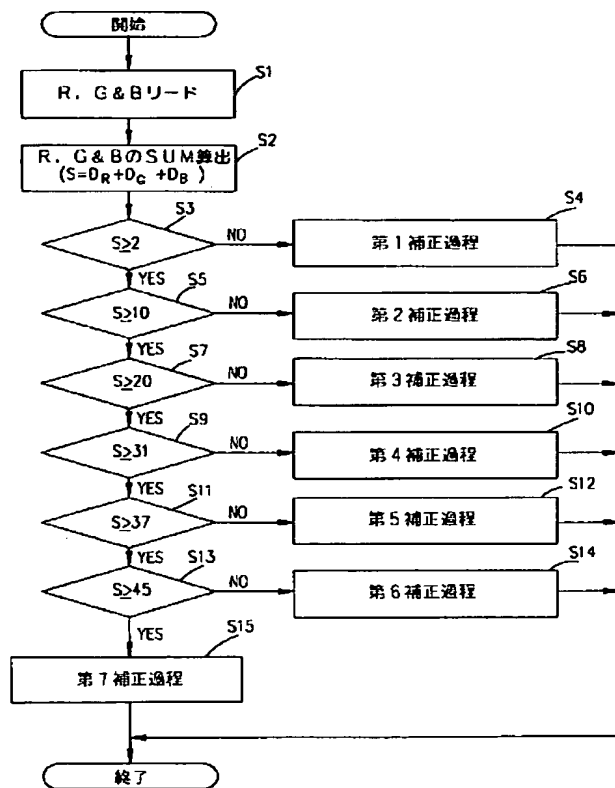 開始
S1
R, G&Bリード
S2
R, G&BのSUM算出
(S=DR+DG+DB)
S3
S≥2
NO
S4
第1補正過程
YES
S5
S≥10
NO
S6
第2補正過程
YES
S7
S≥20
NO
S8
第3補正過程
YES
S9
S≥31
NO
S10
第4補正過程
YES
S11
S≥37
NO
S12
第5補正過程
YES
S13
S≥45
NO
S14
第6補正過程
YES
S15
第7補正過程
終了